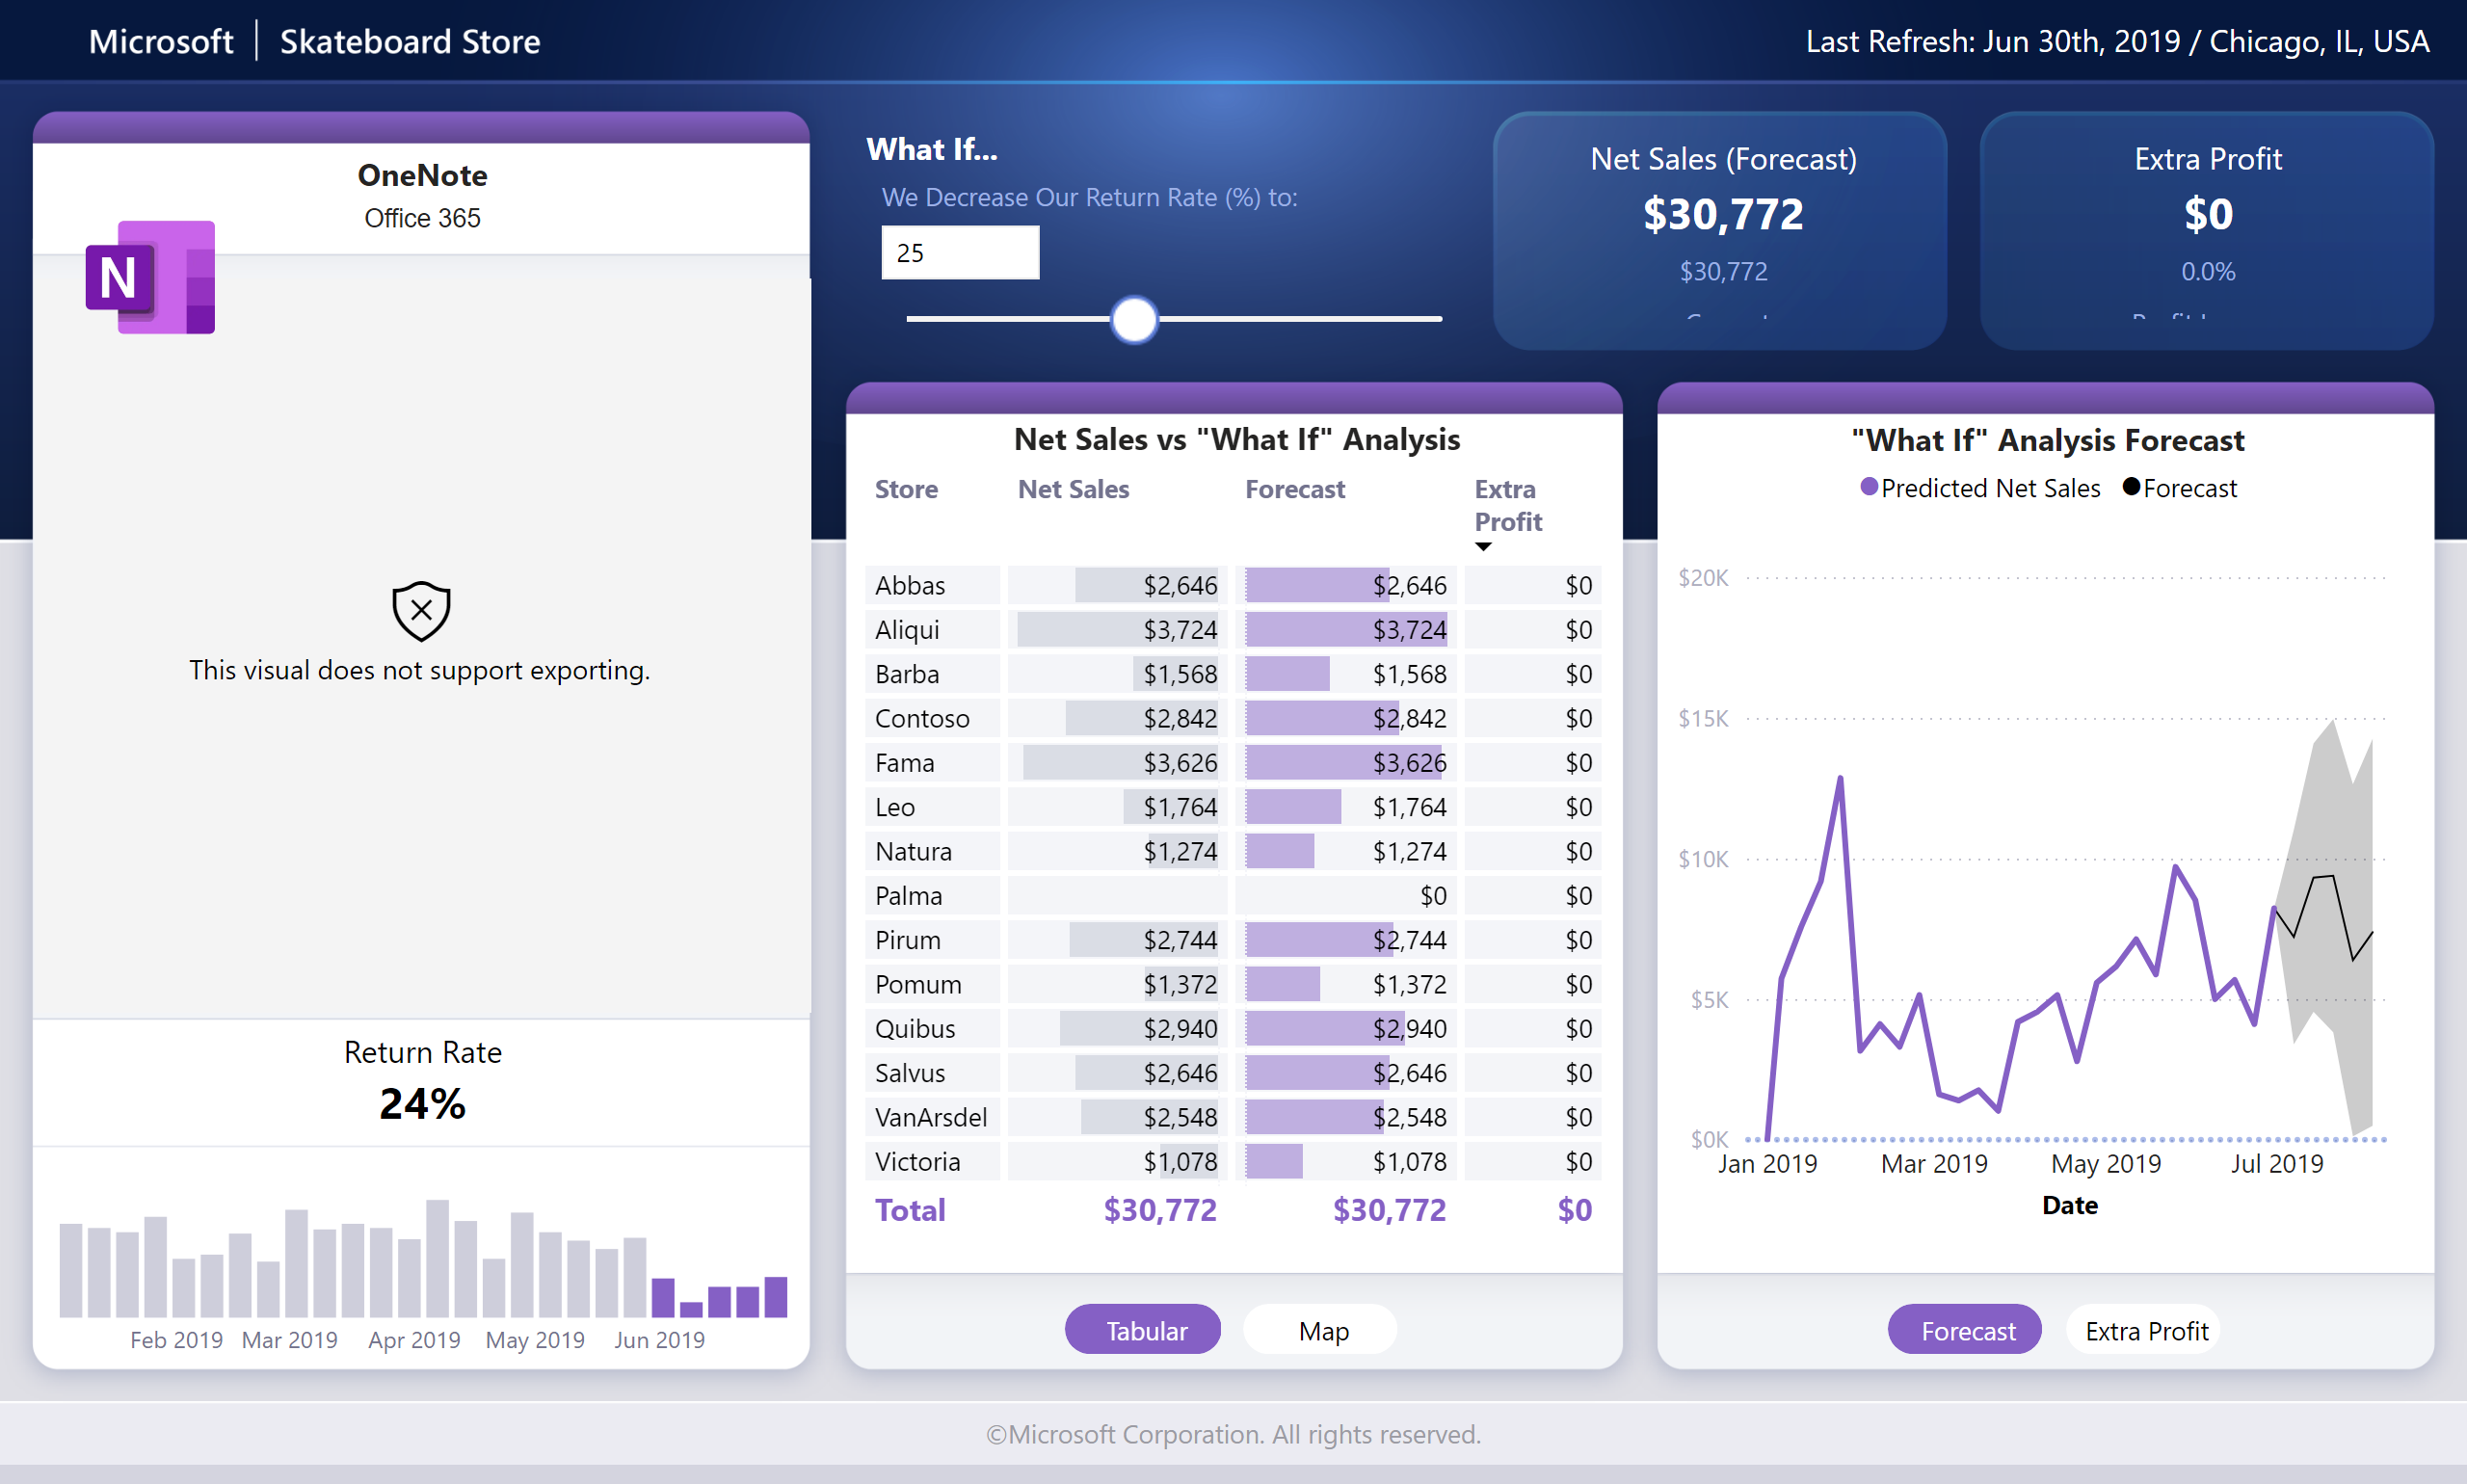 Microsoft | Skateboard Store
Last Refresh: Jun 30th, 2019 / Chicago, IL, USA
OneNote
Office 365
N
This visual does not support exporting.
Return Rate
24%
Feb 2019 Mar 2019 Apr 2019 May 2019 Jun 2019
What If...
We Decrease Our Return Rate (%) to:
25
Net Sales (Forecast)
$30,772
$30,772
Extra Profit
$0
0.0%
Net Sales vs "What If" Analysis
Store Net Sales Forecast Extra Profit
Abbas $2,646 $2,646 $0
Aliqui $3,724 $3,724 $0
Barba $1,568 $1,568 $0
Contoso $2,842 $2,842 $0
Fama $3,626 $3,626 $0
Leo $1,764 $1,764 $0
Natura $1,274 $1,274 $0
Palma $0 $0
Pirum $2,744 $2,744 $0
Pomum $1,372 $1,372 $0
Quibus $2,940 $2,940 $0
Salvus $2,646 $2,646 $0
VanArsdel $2,548 $2,548 $0
Victoria $1,078 $1,078 $0
Total $30,772 $30,772 $0
Tabular Map
"What If" Analysis Forecast
Predicted Net Sales Forecast
$20K
$15K
$10K
$5K
$0K
Jan 2019 Mar 2019 May 2019 Jul 2019
Date
Forecast Extra Profit
©Microsoft Corporation. All rights reserved.